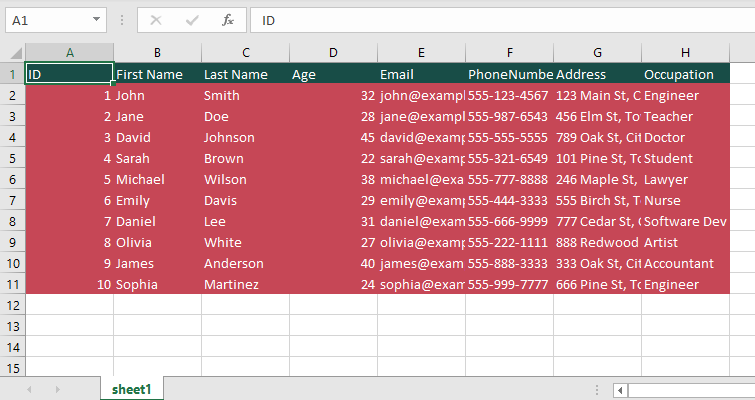 A1 fx ID
A B C D E F G H
1 ID First Name Last Name Age Email PhoneNumbe Address Occupation
2 1 John Smith 32 john@exampl 555-123-4567 123 Main St, C Engineer
3 2 Jane Doe 28 jane@examp 555-987-6543 456 Elm St, To Teacher
4 3 David Johnson 45 david@examp 555-555-5555 789 Oak St, Cit Doctor
5 4 Sarah Brown 22 sarah@examp 555-321-6549 101 Pine St, To Student
6 5 Michael Wilson 38 michael@exa 555-777-8888 246 Maple St, Lawyer
7 6 Emily Davis 29 emily@examp 555-444-3333 555 Birch St, T Nurse
8 7 Daniel Lee 31 daniel@exam 555-666-9999 777 Cedar St, C Software Dev
9 8 Olivia White 27 olivia@examp 555-222-1111 888 Redwood Artist
10 9 James Anderson 40 james@exam 555-888-3333 333 Oak St, Cit Accountant
11 10 Sophia Martinez 24 sophia@exam 555-999-7777 666 Pine St, To Engineer
12
13
14
15
sheet1